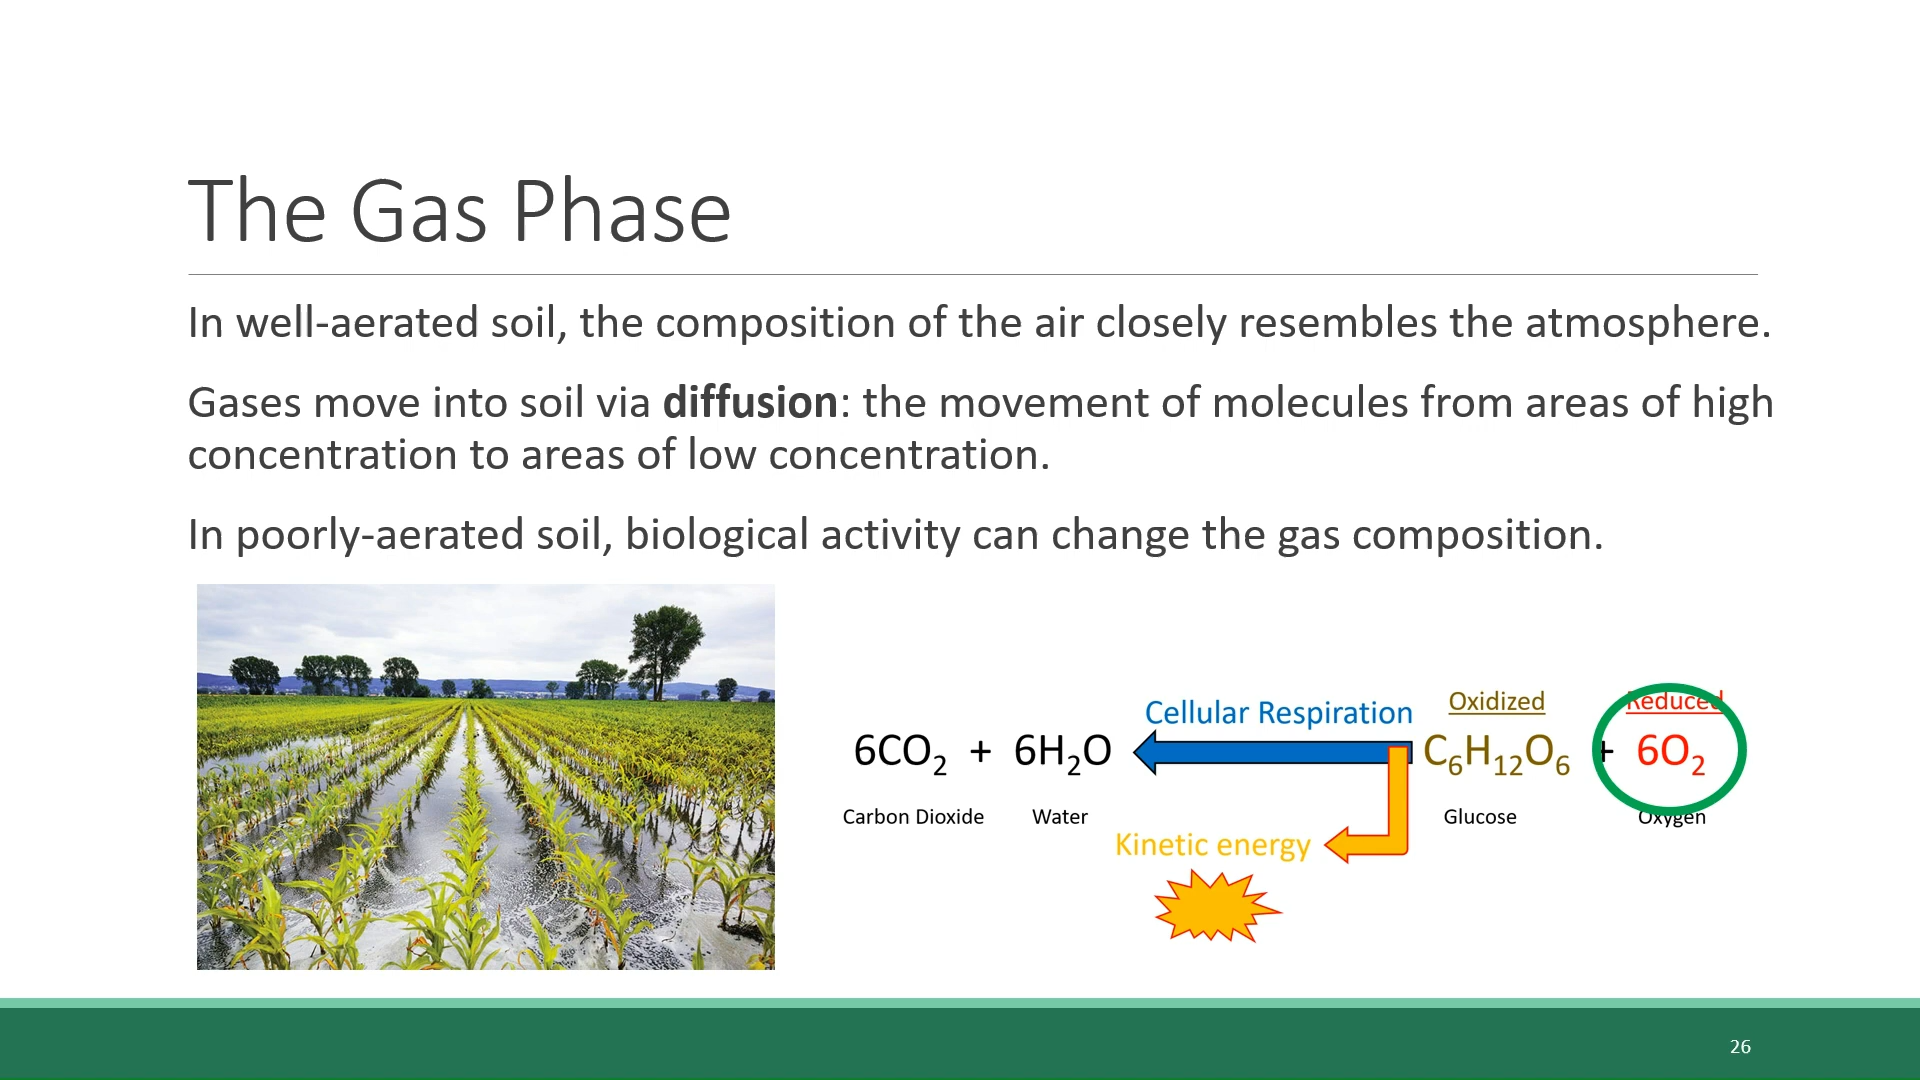 The Gas Phase
In well-aerated soil, the composition of the air closely resembles the atmosphere.
Gases move into soil via diffusion: the movement of molecules from areas of high
concentration to areas of low concentration.
In poorly-aerated soil, biological activity can change the gas composition.
Cellular Respiration Oxidized Reduced
6CO₂ + 6H₂O C₆H₁₂O₆ + 6O₂
Carbon Dioxide Water Glucose Oxygen
Kinetic energy
26